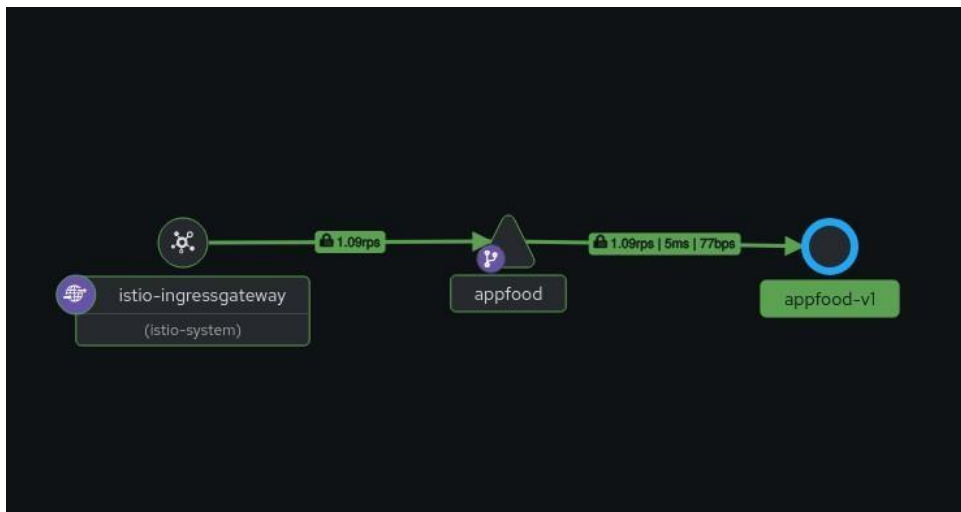 1.09rps
1.09rps | 5ms | 77bps
istio-ingressgateway
(istio-system)
appfood
appfood-v1